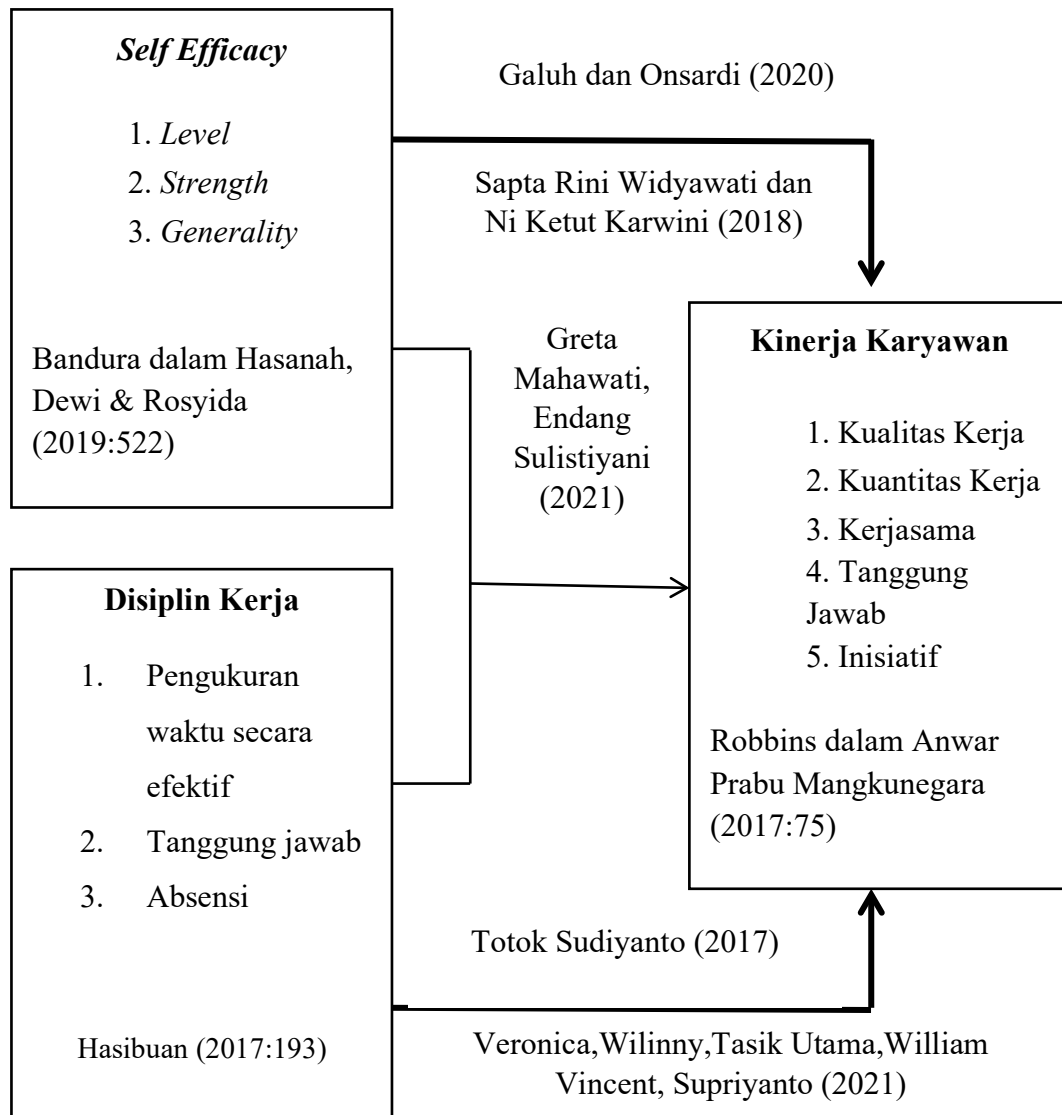 Self Efficacy
1. Level
2. Strength
3. Generality
Bandura dalam Hasanah,
Dewi & Rosyida
(2019:522)
Galuh dan Onsardi (2020)
Sapta Rini Widyawati dan
Ni Ketut Karwini (2018)
Greta
Mahawati,
Endang
Sulistiyani
(2021)
Kinerja Karyawan
1. Kualitas Kerja
2. Kuantitas Kerja
3. Kerjasama
4. Tanggung
Jawab
5. Inisiatif
Robbins dalam Anwar
Prabu Mangkunegara
(2017:75)
Disiplin Kerja
1. Pengukuran
waktu secara
efektif
2. Tanggung jawab
3. Absensi
Hasibuan (2017:193)
Totok Sudiyanto (2017)
Veronica,Wilinny,Tasik Utama,William
Vincent, Supriyanto (2021)